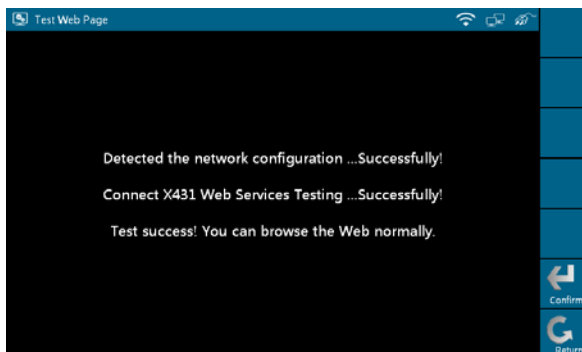 Test Web Page
Detected the network configuration ...Successfully!
Connect X431 Web Services Testing ...Successfully!
Test success! You can browse the Web normally.
Confirm
Return